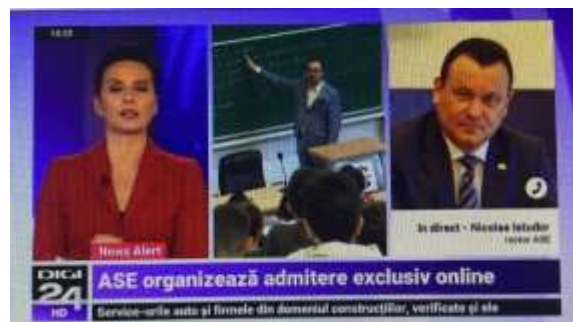 News Alert
In direct - Nicolae Istudor
rector ASE
DIGI
24
HD
ASE organizează admitere exclusiv online
Service-urile auto și firmele din domeniul construcțiilor, verificate și ele